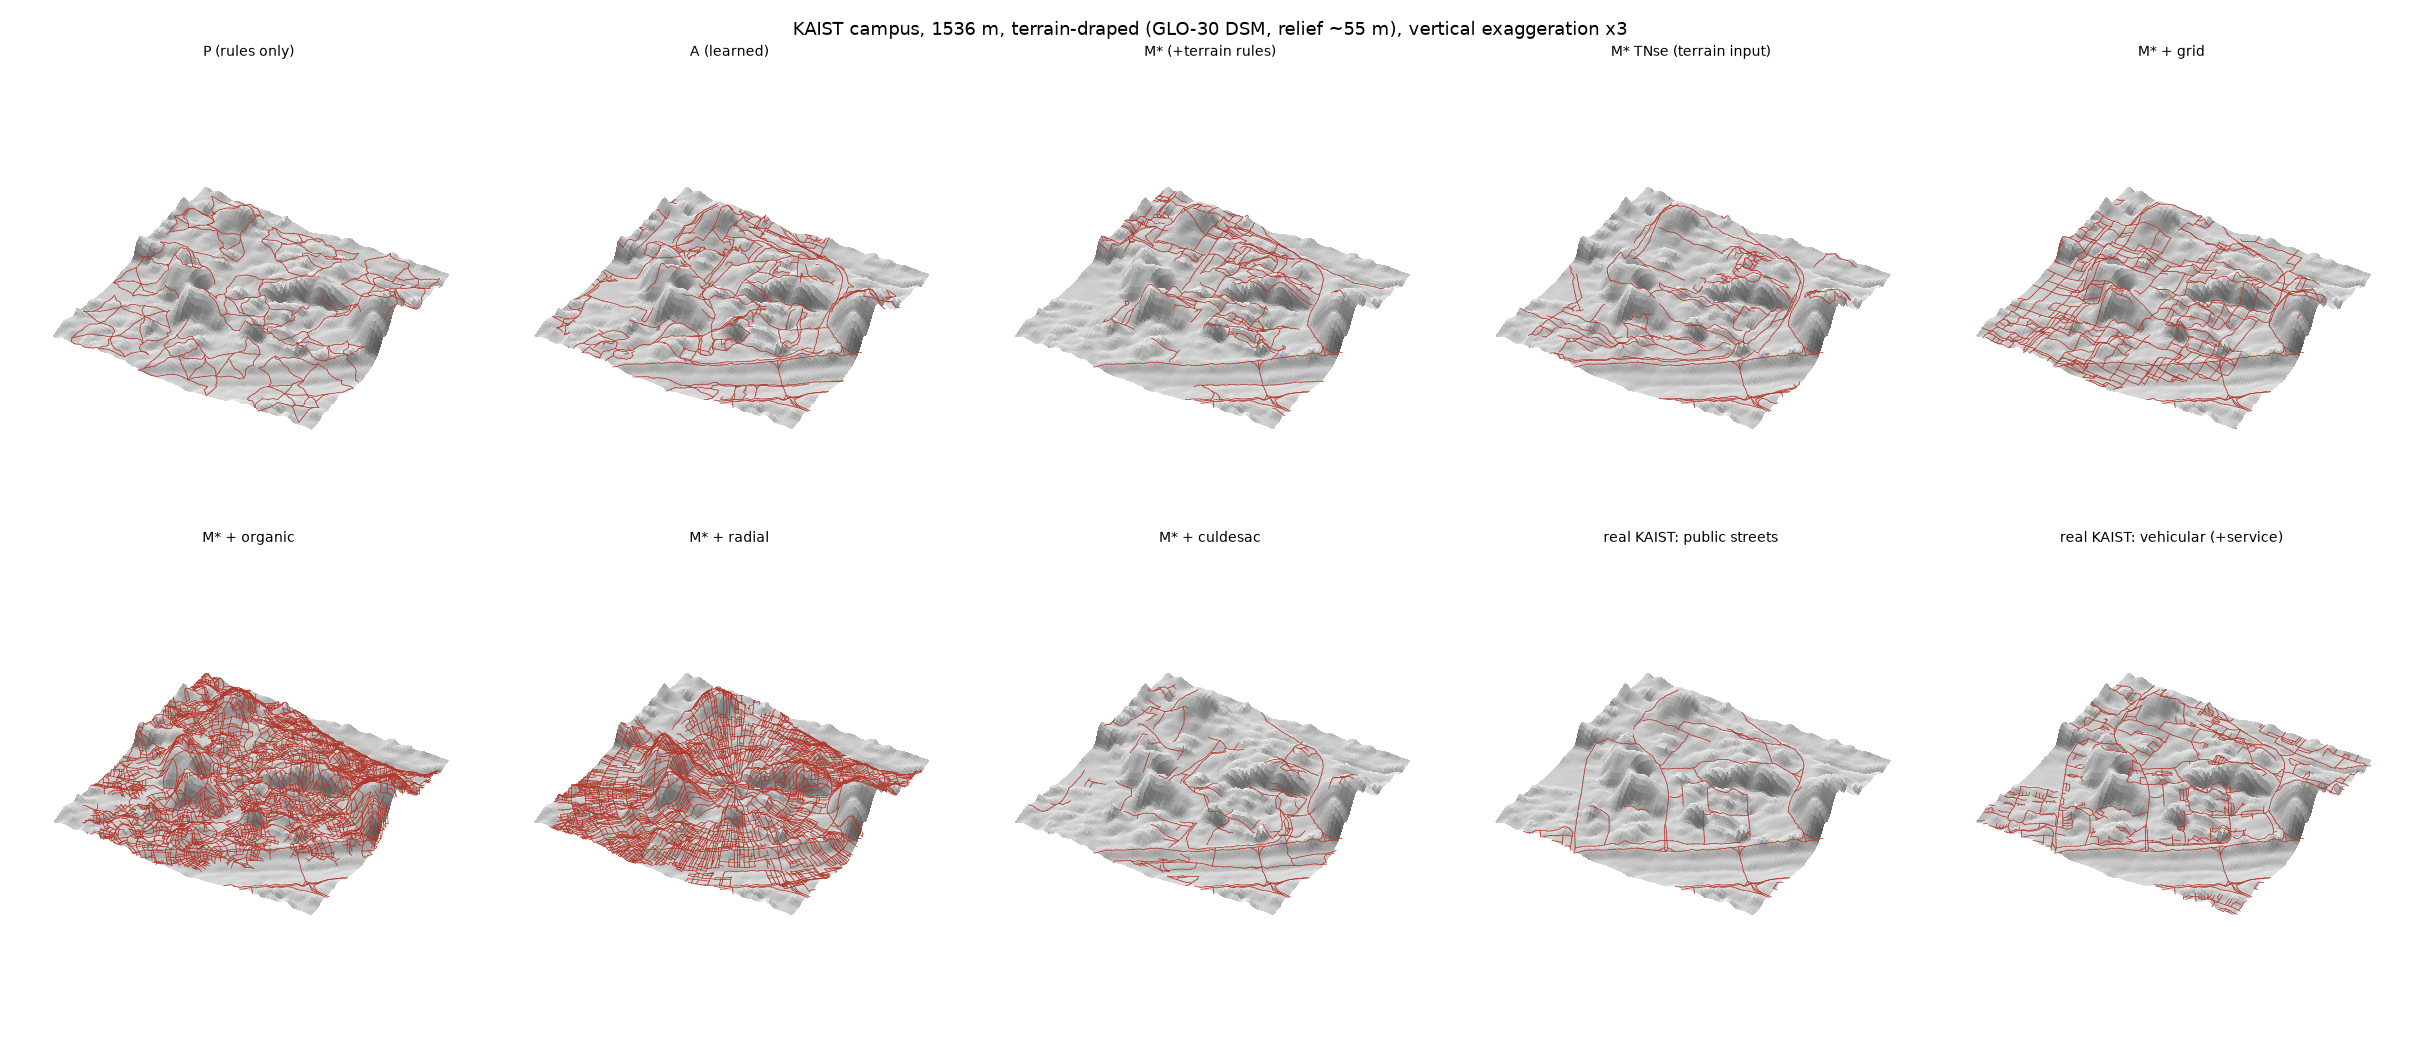 KAIST campus, 1536 m, terrain-draped (GLO-30 DSM, relief ~55 m), vertical exaggeration x3
P (rules only)
A (learned)
M* (+terrain rules)
M* TNse (terrain input)
M* + grid
M* + organic
M* + radial
M* + culdesac
real KAIST: public streets
real KAIST: vehicular (+service)